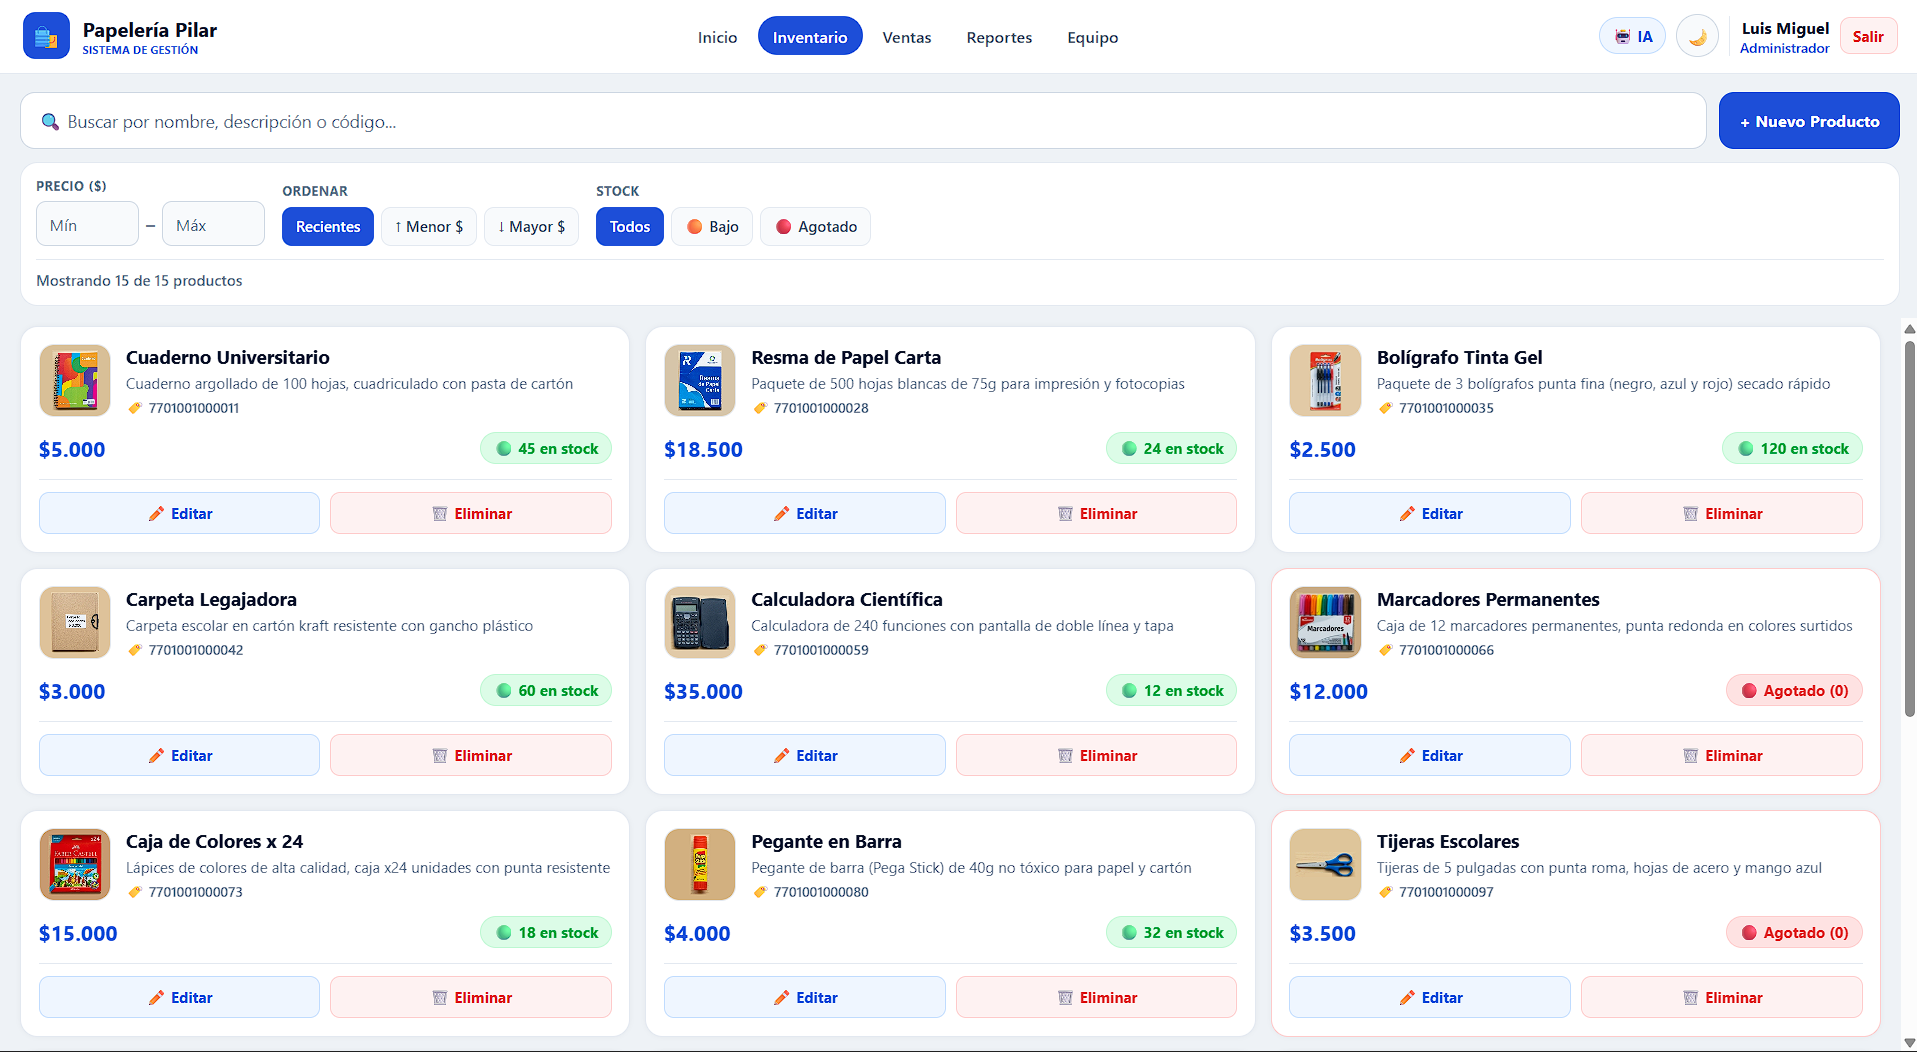 Papelería Pilar
SISTEMA DE GESTIÓN
Inicio
Inventario
Ventas
Reportes
Equipo
IA
Luis Miguel
Administrador
Salir
Buscar por nombre, descripción o código...
+ Nuevo Producto
PRECIO ($)
Mín
–
Máx
ORDENAR
Recientes
↑ Menor $
↓ Mayor $
STOCK
Todos
Bajo
Agotado
Mostrando 15 de 15 productos
Cuaderno Universitario
Cuaderno argollado de 100 hojas, cuadriculado con pasta de cartón
7701001000011
$5.000
45 en stock
Editar
Eliminar
Resma de Papel Carta
Paquete de 500 hojas blancas de 75g para impresión y fotocopias
7701001000028
$18.500
24 en stock
Editar
Eliminar
Bolígrafo Tinta Gel
Paquete de 3 bolígrafos punta fina (negro, azul y rojo) secado rápido
7701001000035
$2.500
120 en stock
Editar
Eliminar
Carpeta Legajadora
Carpeta escolar en cartón kraft resistente con gancho plástico
7701001000042
$3.000
60 en stock
Editar
Eliminar
Calculadora Científica
Calculadora de 240 funciones con pantalla de doble línea y tapa
7701001000059
$35.000
12 en stock
Editar
Eliminar
Marcadores Permanentes
Caja de 12 marcadores permanentes, punta redonda en colores surtidos
7701001000066
Marcadores
$12.000
Agotado (0)
Editar
Eliminar
Caja de Colores x 24
Lápices de colores de alta calidad, caja x24 unidades con punta resistente
7701001000073
$15.000
18 en stock
Editar
Eliminar
Pegante en Barra
Pegante de barra (Pega Stick) de 40g no tóxico para papel y cartón
7701001000080
$4.000
32 en stock
Editar
Eliminar
Tijeras Escolares
Tijeras de 5 pulgadas con punta roma, hojas de acero y mango azul
7701001000097
$3.500
Agotado (0)
Editar
Eliminar